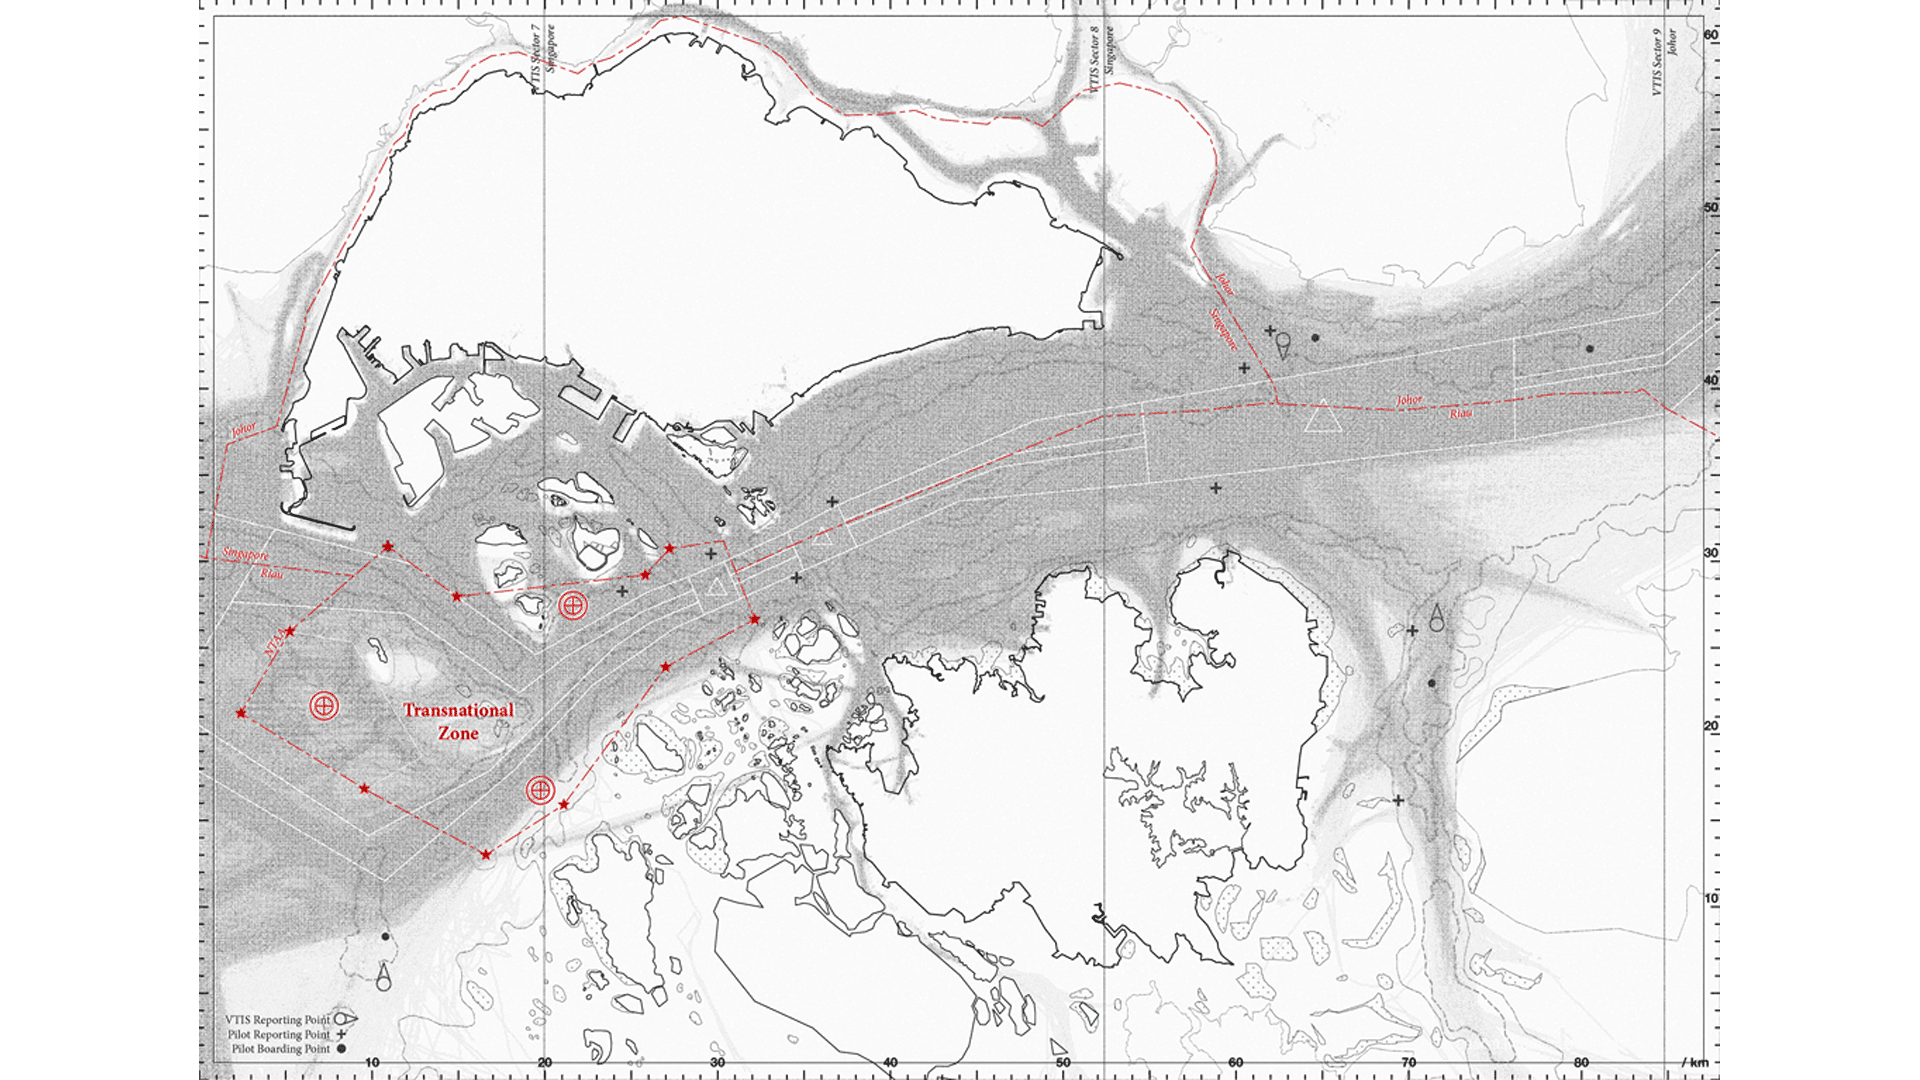 VTIS Sector 7
Singapore
VTIS Sector 8
Singapore
VTIS Sector 9
Johor
60
50
40
30
20
10
Johor
Singapore
Johor
Riau
Johor
Singapore
Riau
NTAA
Transnational
Zone
VTIS Reporting Point
Pilot Reporting Point
Pilot Boarding Point
10
20
30
40
50
60
70
80
/ km